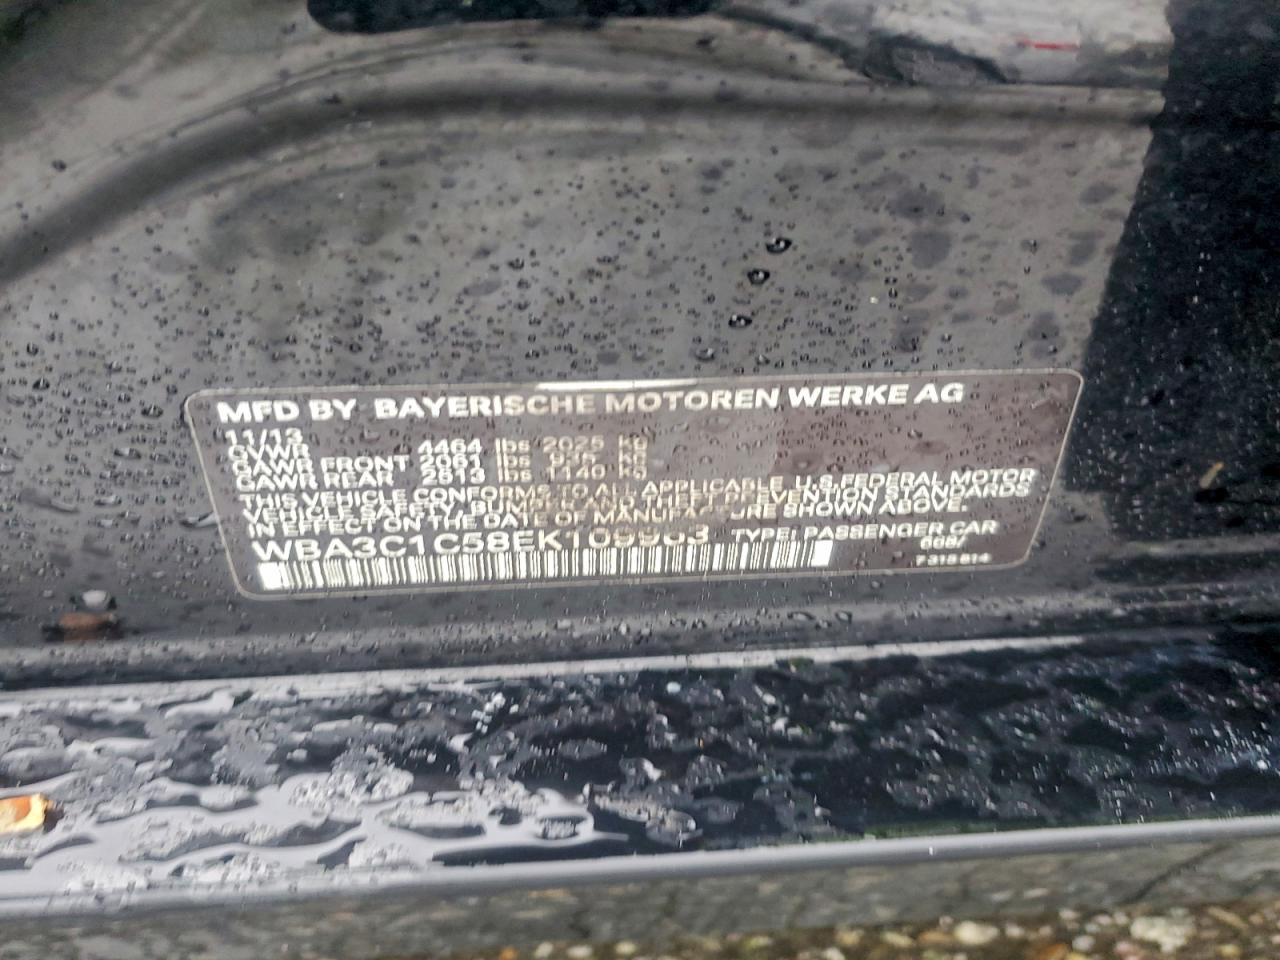 MFD BY BAYERISCHE MOTOREN WERKE AG
11/13
GVWR 4464 lbs 2025 kg
GAWR FRONT 2061 lbs kg
GAWR REAR 2513 lbs 1140 kg
THIS VEHICLE CONFORMS TO ALL APPLICABLE U.S.FEDERAL MOTOR
VEHICLE SAFETY, BUMPER AND THEFT PREVENTION STANDARDS
IN EFFECT ON THE DATE OF MANUFACTURE SHOWN ABOVE.
TYPE: PASSENGER CAR